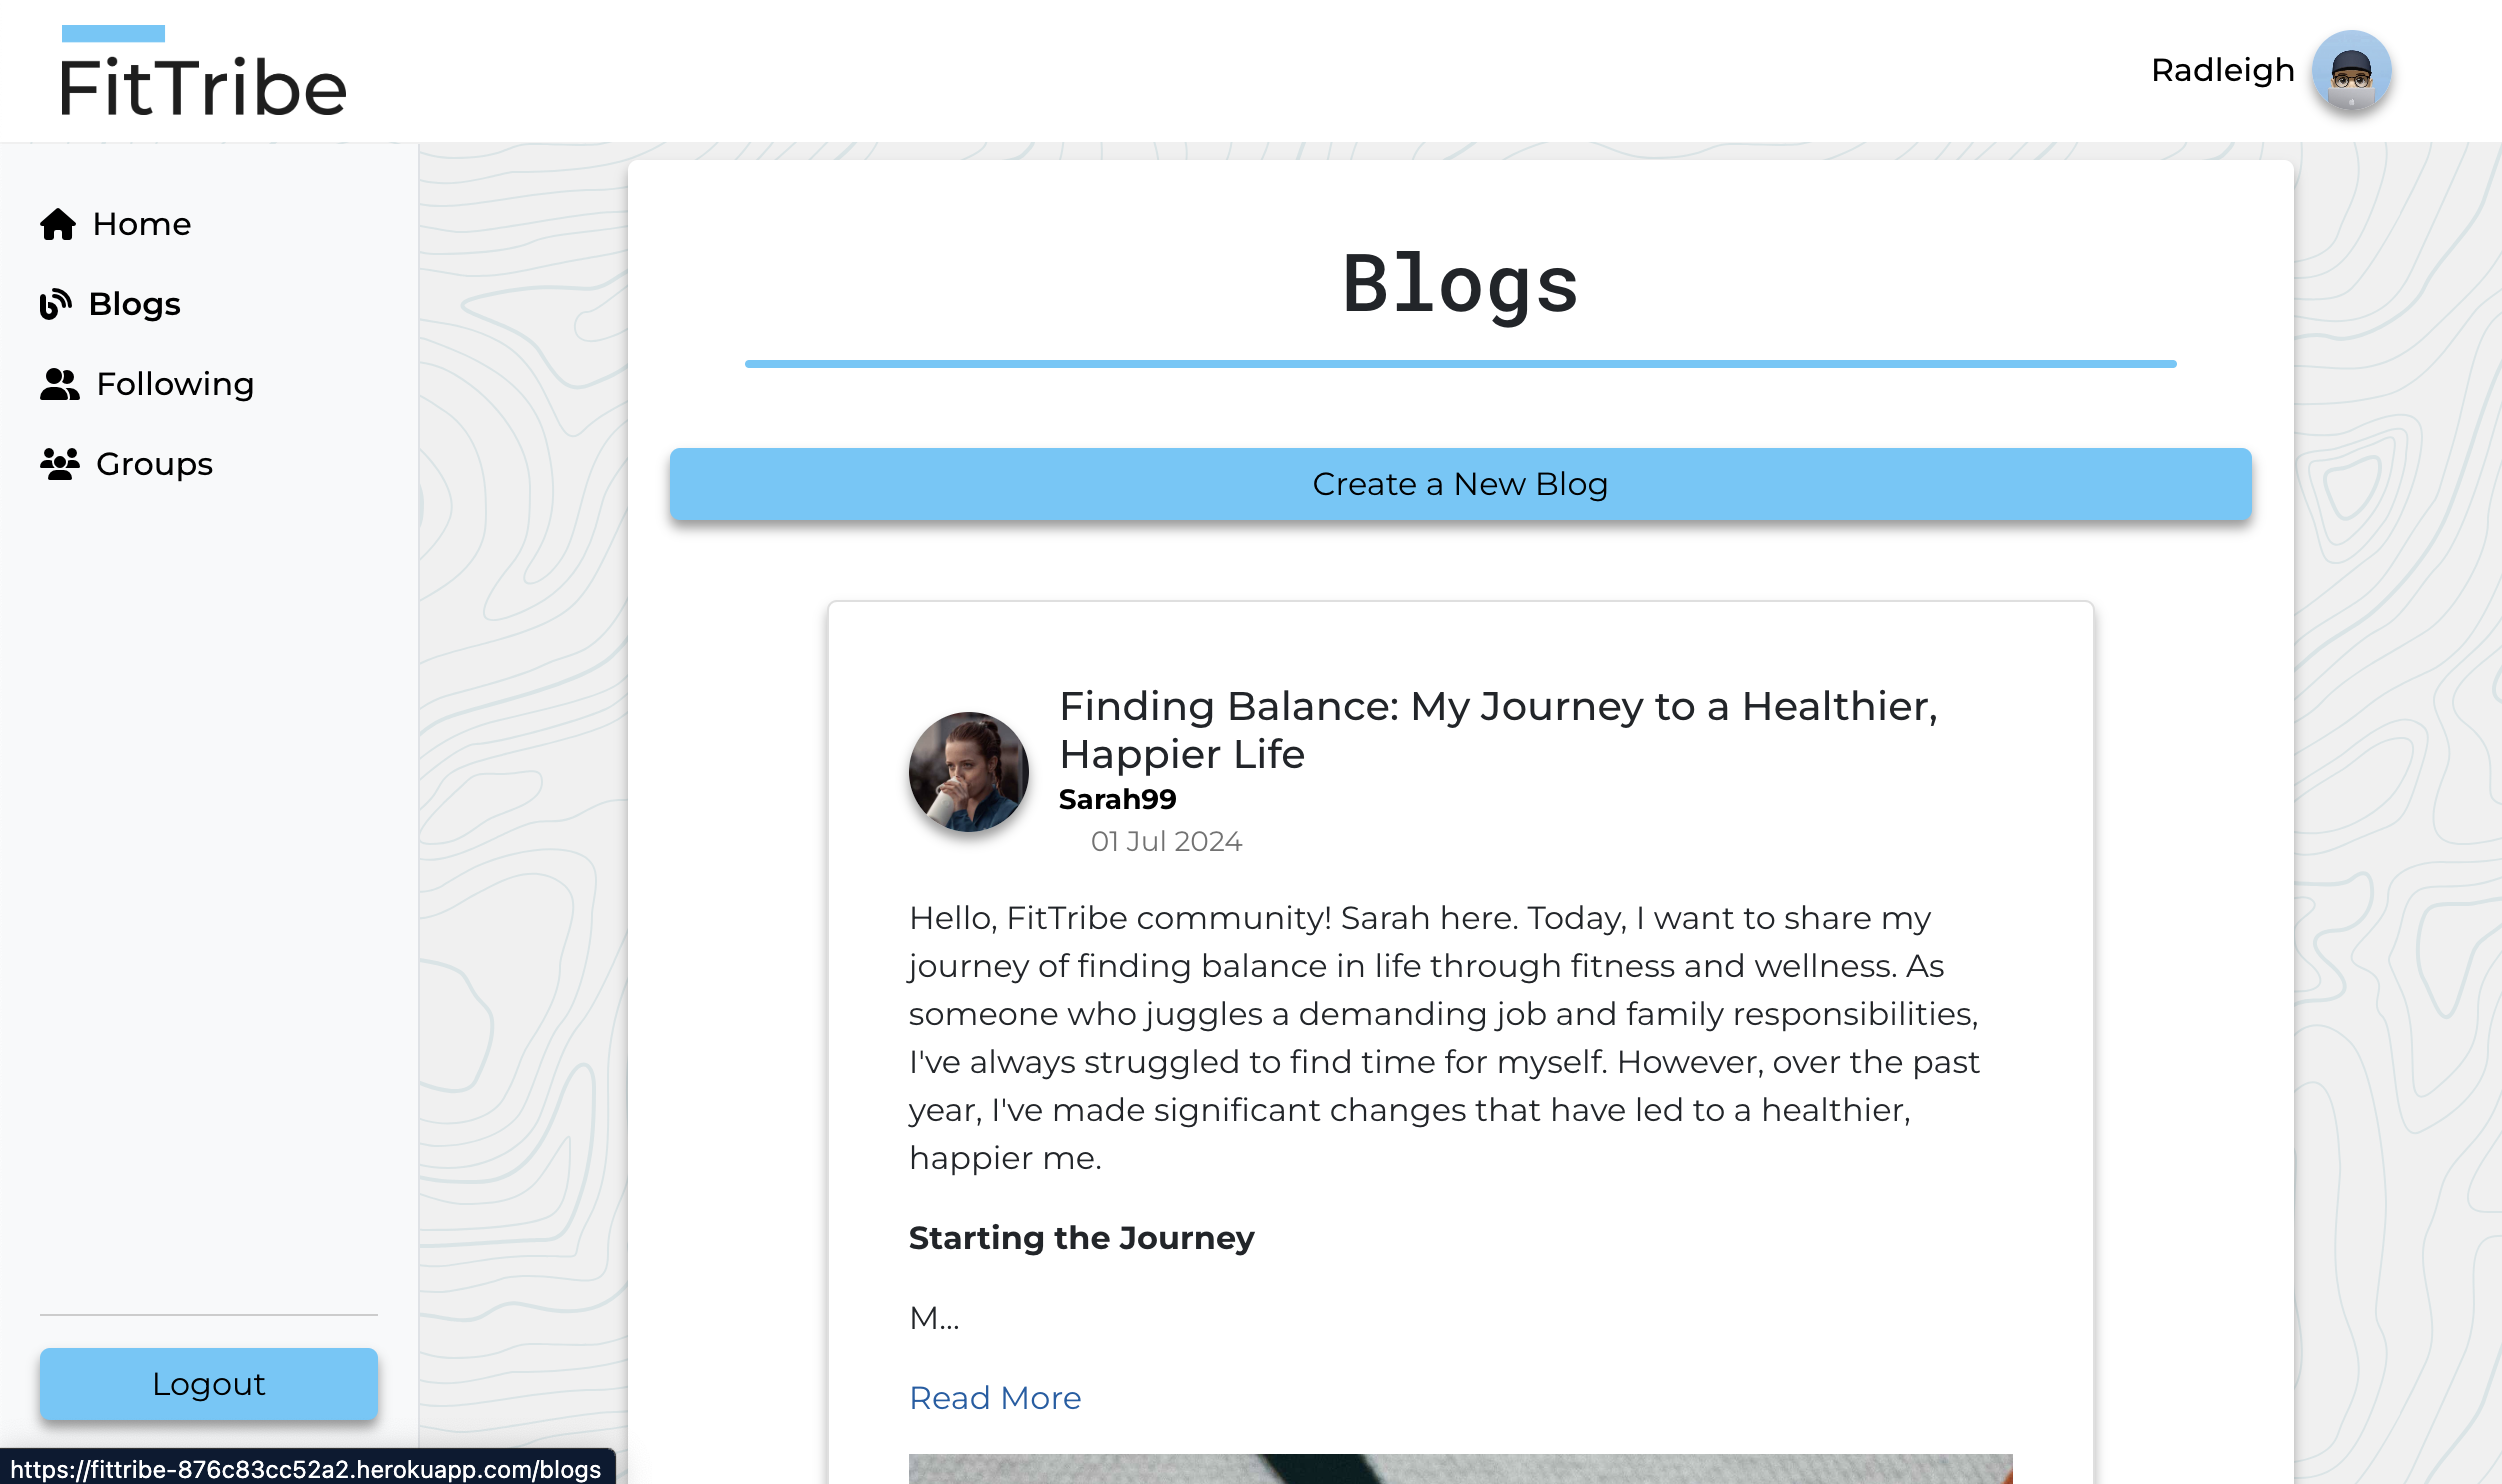 FitTribe
Radleigh
Home
Blogs
Following
Groups
Logout
Blogs
Create a New Blog
Finding Balance: My Journey to a Healthier,
Happier Life
Sarah99
01 Jul 2024
Hello, FitTribe community! Sarah here. Today, I want to share my
journey of finding balance in life through fitness and wellness. As
someone who juggles a demanding job and family responsibilities,
I've always struggled to find time for myself. However, over the past
year, I've made significant changes that have led to a healthier,
happier me.
Starting the Journey
M...
Read More
https://fittribe-876c83cc52a2.herokuapp.com/blogs